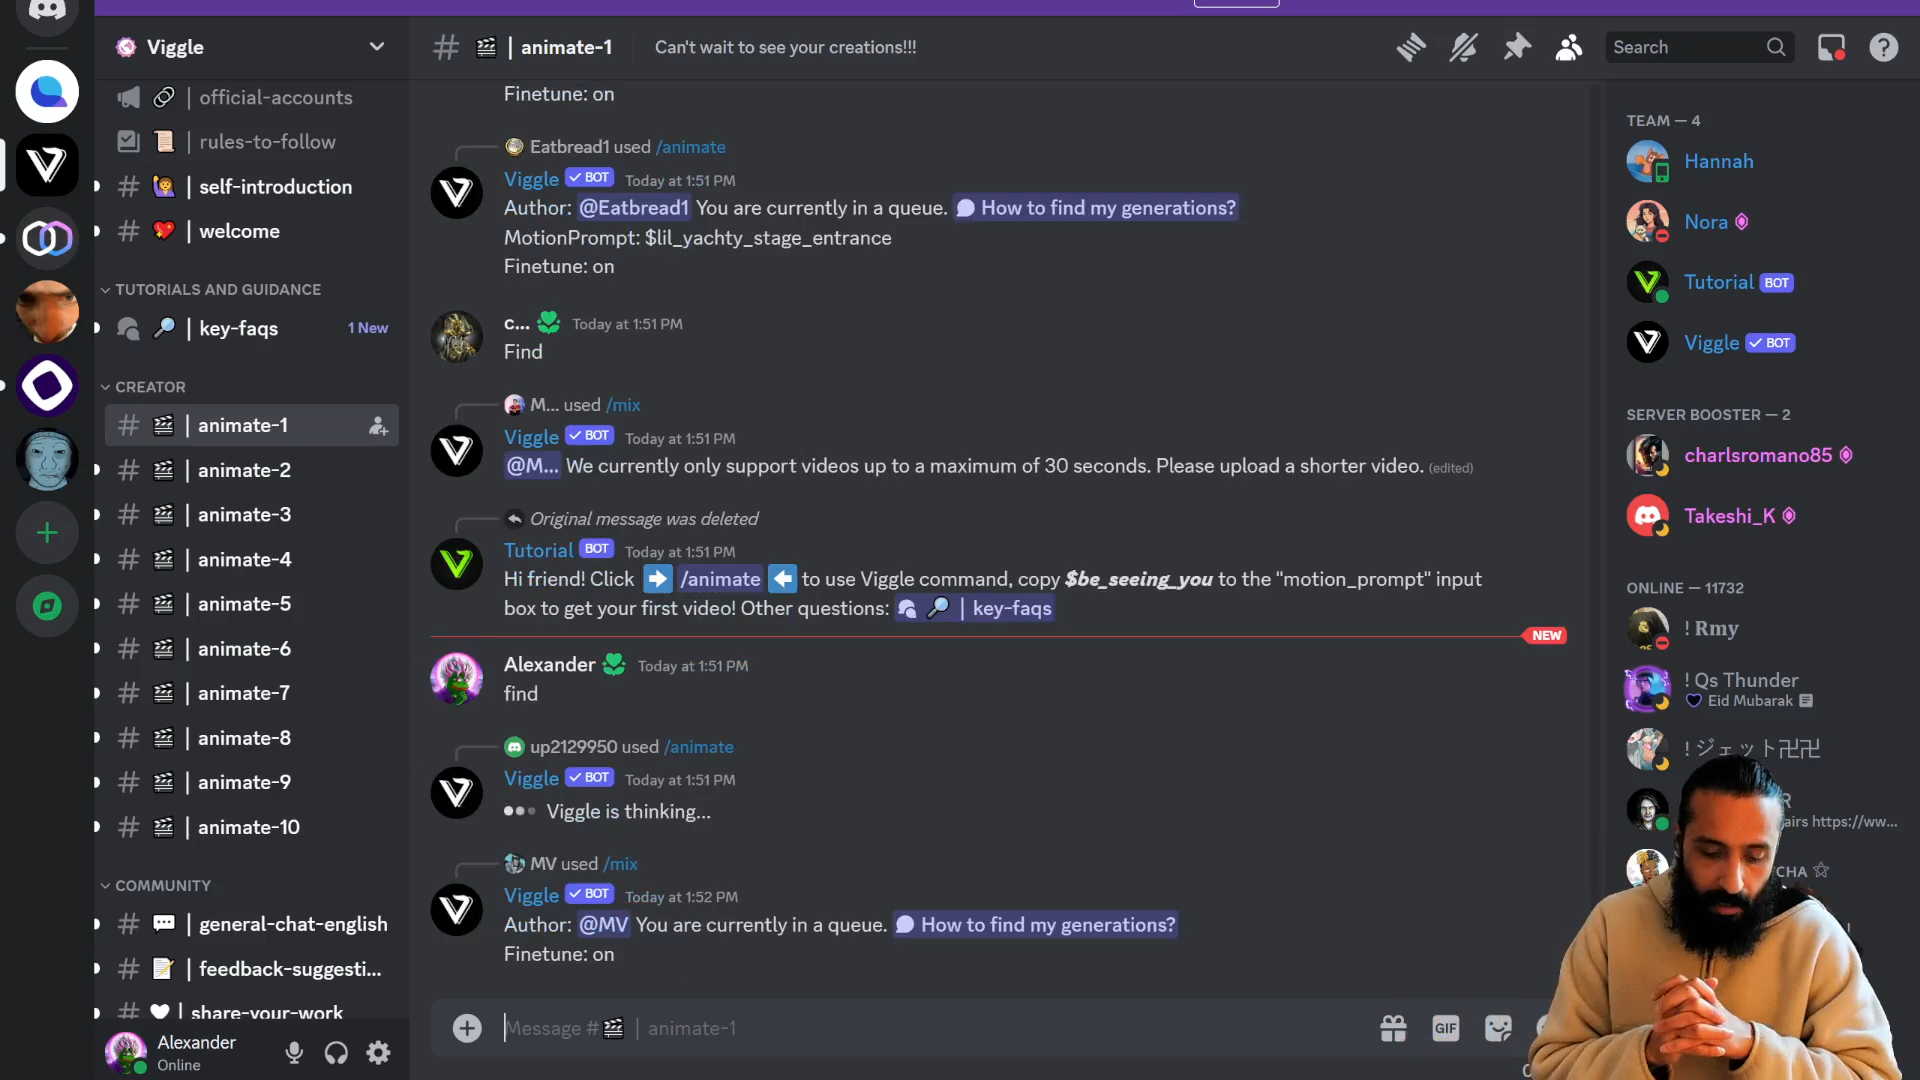 Viggle
| official-accounts
| rules-to-follow
| self-introduction
| welcome
TUTORIALS AND GUIDANCE
| key-faqs 1 New
CREATOR
| animate-1
| animate-2
| animate-3
| animate-4
| animate-5
| animate-6
| animate-7
| animate-8
| animate-9
| animate-10
COMMUNITY
| general-chat-english
| feedback-suggesti...
| share-your-work
Alexander
Online
# | animate-1 Can't wait to see your creations!!!
Search
Finetune: on
Eatbread1 used /animate
Viggle BOT Today at 1:51 PM
Author: @Eatbread1 You are currently in a queue. How to find my generations?
MotionPrompt: $lil_yachty_stage_entrance
Finetune: on
c... Today at 1:51 PM
Find
M... used /mix
Viggle BOT Today at 1:51 PM
@M... We currently only support videos up to a maximum of 30 seconds. Please upload a shorter video. (edited)
Original message was deleted
Tutorial BOT Today at 1:51 PM
Hi friend! Click /animate to use Viggle command, copy $be_seeing_you to the "motion_prompt" input
box to get your first video! Other questions: | key-faqs
NEW
Alexander Today at 1:51 PM
find
up2129950 used /animate
Viggle BOT Today at 1:51 PM
Viggle is thinking...
MV used /mix
Viggle BOT Today at 1:52 PM
Author: @MV You are currently in a queue. How to find my generations?
Finetune: on
Message # | animate-1
GIF
TEAM — 4
Hannah
Nora
Tutorial BOT
Viggle BOT
SERVER BOOSTER — 2
charlsromano85
Takeshi_K
ONLINE — 11732
! Rmy
! Qs Thunder
Eid Mubarak
! ジェット卍卍
airs https://ww...
CHA ☆